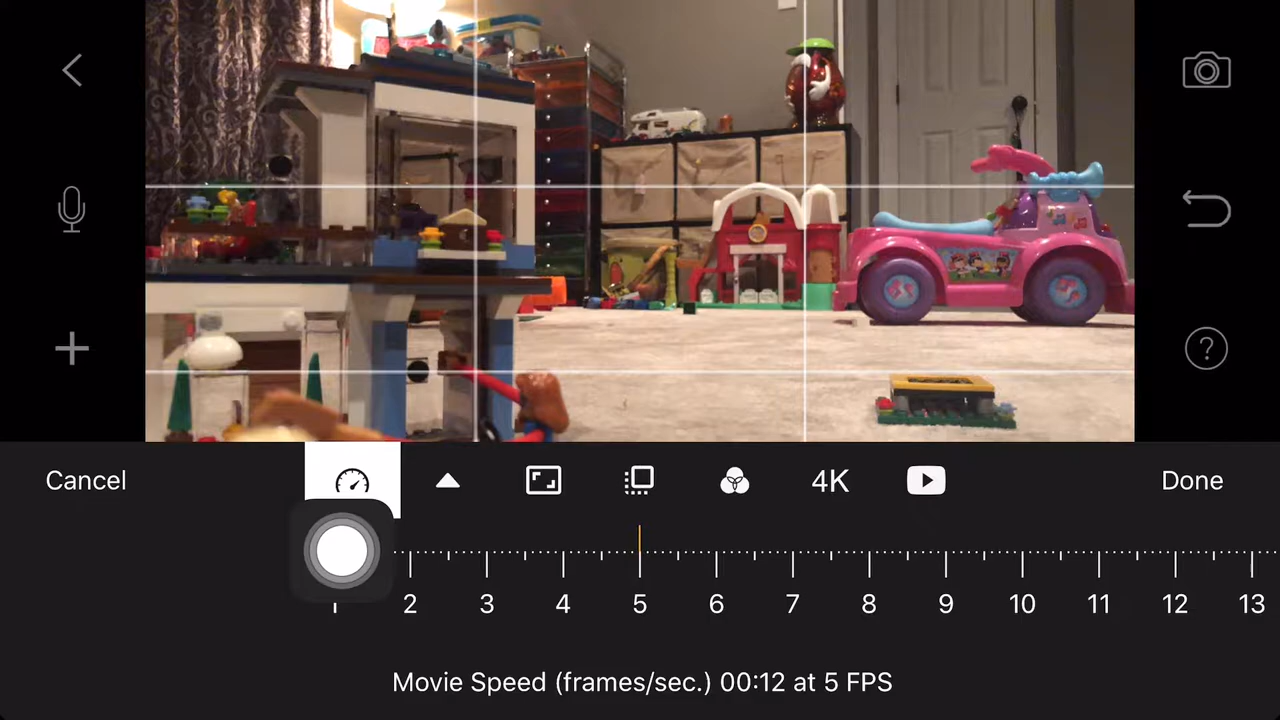 ?
Cancel 4K Done
2 3 4 5 6 7 8 9 10 11 12 13
Movie Speed (frames/sec.) 00:12 at 5 FPS